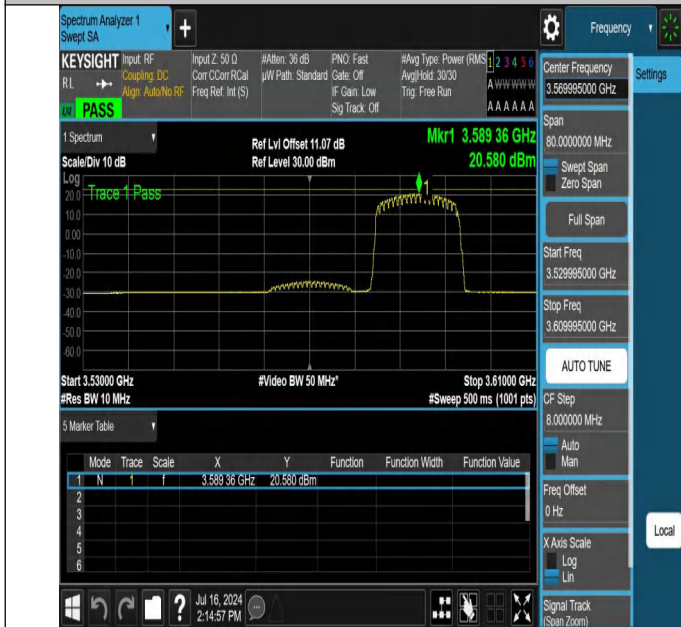 Spectrum Analyzer 1
Swept SA
+
Frequency
KEYSIGHT
RL
PASS
Input: RF
Coupling: DC
Align: Auto/No RF
Input Z: 50 Ω
Corr CCorr RCal
Freq Ref: Int (S)
#Atten: 36 dB
µW Path: Standard
PNO: Fast
Gate: Off
IF Gain: Low
Sig Track: Off
#Avg Type: Power (RMS
Avg|Hold: 30/30
Trig: Free Run
1 2 3 4 5 6
A W W W W W
A A A A A A
1 Spectrum
Scale/Div 10 dB
Ref Lvl Offset 11.07 dB
Ref Level 30.00 dBm
Mkr1 3.589 36 GHz
20.580 dBm
Log
Trace 1 Pass
1
20.0
10.0
0.00
-10.0
-20.0
-30.0
-40.0
-50.0
-60.0
Start 3.53000 GHz
#Res BW 10 MHz
#Video BW 50 MHz*
Stop 3.61000 GHz
#Sweep 500 ms (1001 pts)
5 Marker Table
Mode Trace Scale X Y Function Function Width Function Value
1 N 1 f 3.589 36 GHz 20.580 dBm
2
3
4
5
6
Jul 16, 2024
2:14:57 PM
Center Frequency
3.569995000 GHz
Settings
Span
80.0000000 MHz
Swept Span
Zero Span
Full Span
Start Freq
3.529995000 GHz
Stop Freq
3.609995000 GHz
AUTO TUNE
CF Step
8.000000 MHz
Auto
Man
Freq Offset
0 Hz
X Axis Scale
Log
Lin
Signal Track
(Span Zoom)
Local